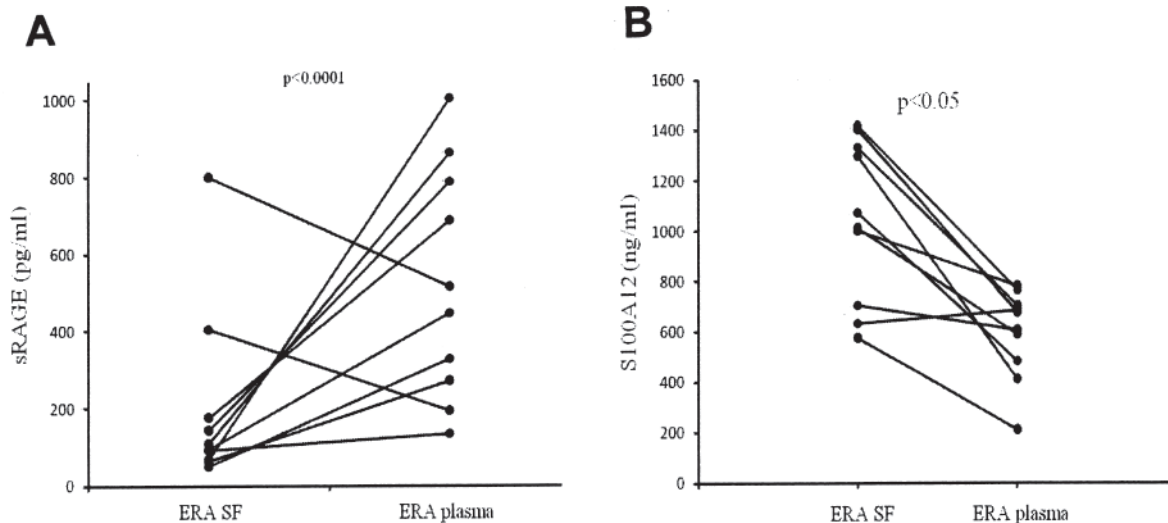 A
p<0.0001
sRAGE (pg/ml)
1000
800
600
400
200
0
ERA SF
ERA plasma
B
p<0.05
S100A12 (ng/ml)
1600
1400
1200
1000
800
600
400
200
0
ERA SF
ERA plasma